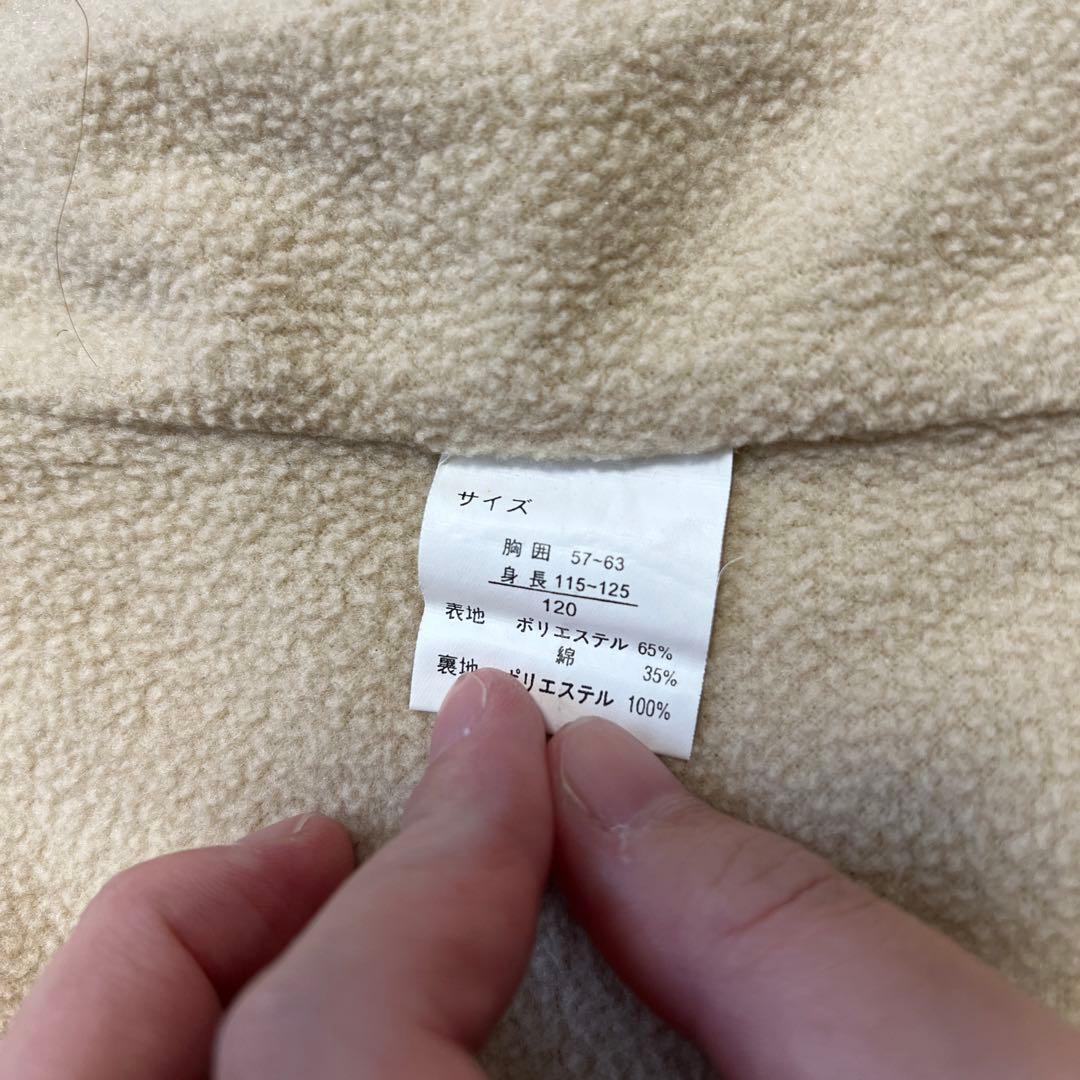 サイズ
胸囲 57~63
身長 115~125
120
表地 ポリエステル 65%
綿 35%
裏地 ポリエステル 100%